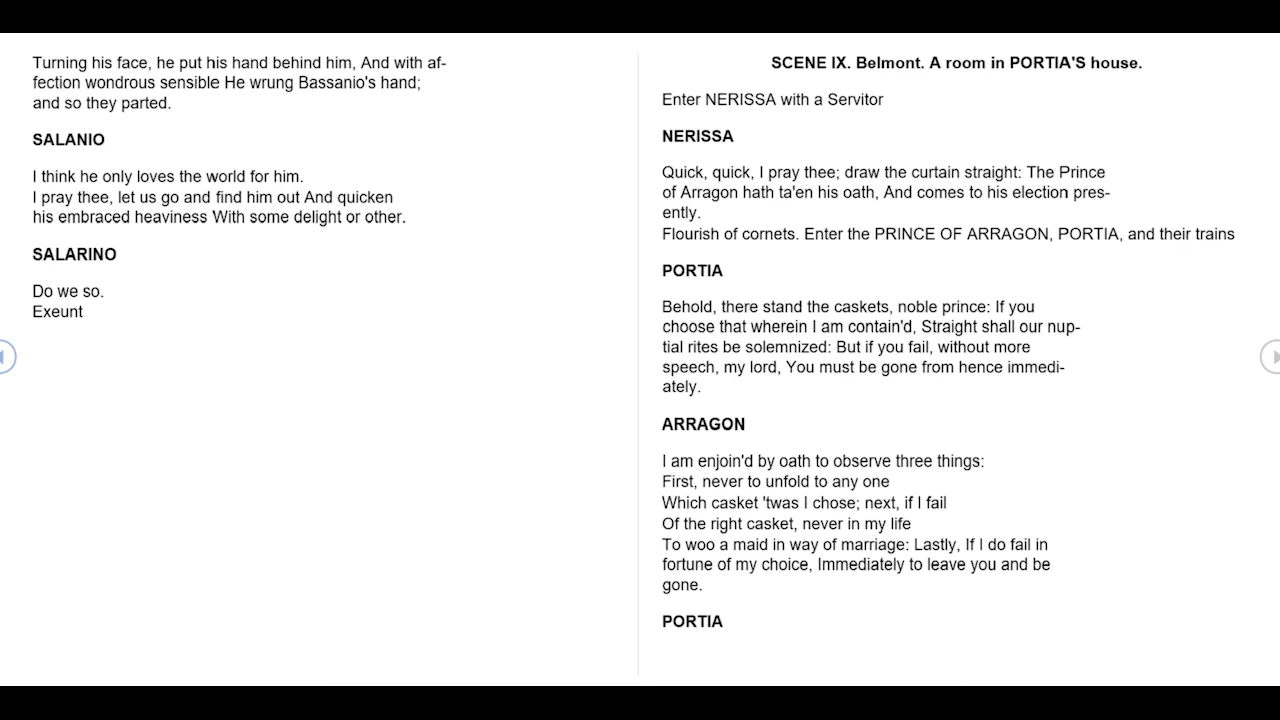 Turning his face, he put his hand behind him, And with af-
fection wondrous sensible He wrung Bassanio's hand;
and so they parted.
SALANIO
I think he only loves the world for him.
I pray thee, let us go and find him out And quicken
his embraced heaviness With some delight or other.
SALARINO
Do we so.
Exeunt
SCENE IX. Belmont. A room in PORTIA'S house.
Enter NERISSA with a Servitor
NERISSA
Quick, quick, I pray thee; draw the curtain straight: The Prince
of Arragon hath ta'en his oath, And comes to his election pres-
ently.
Flourish of cornets. Enter the PRINCE OF ARRAGON, PORTIA, and their trains
PORTIA
Behold, there stand the caskets, noble prince: If you
choose that wherein I am contain'd, Straight shall our nup-
tial rites be solemnized: But if you fail, without more
speech, my lord, You must be gone from hence immedi-
ately.
ARRAGON
I am enjoin'd by oath to observe three things:
First, never to unfold to any one
Which casket 'twas I chose; next, if I fail
Of the right casket, never in my life
To woo a maid in way of marriage: Lastly, If I do fail in
fortune of my choice, Immediately to leave you and be
gone.
PORTIA